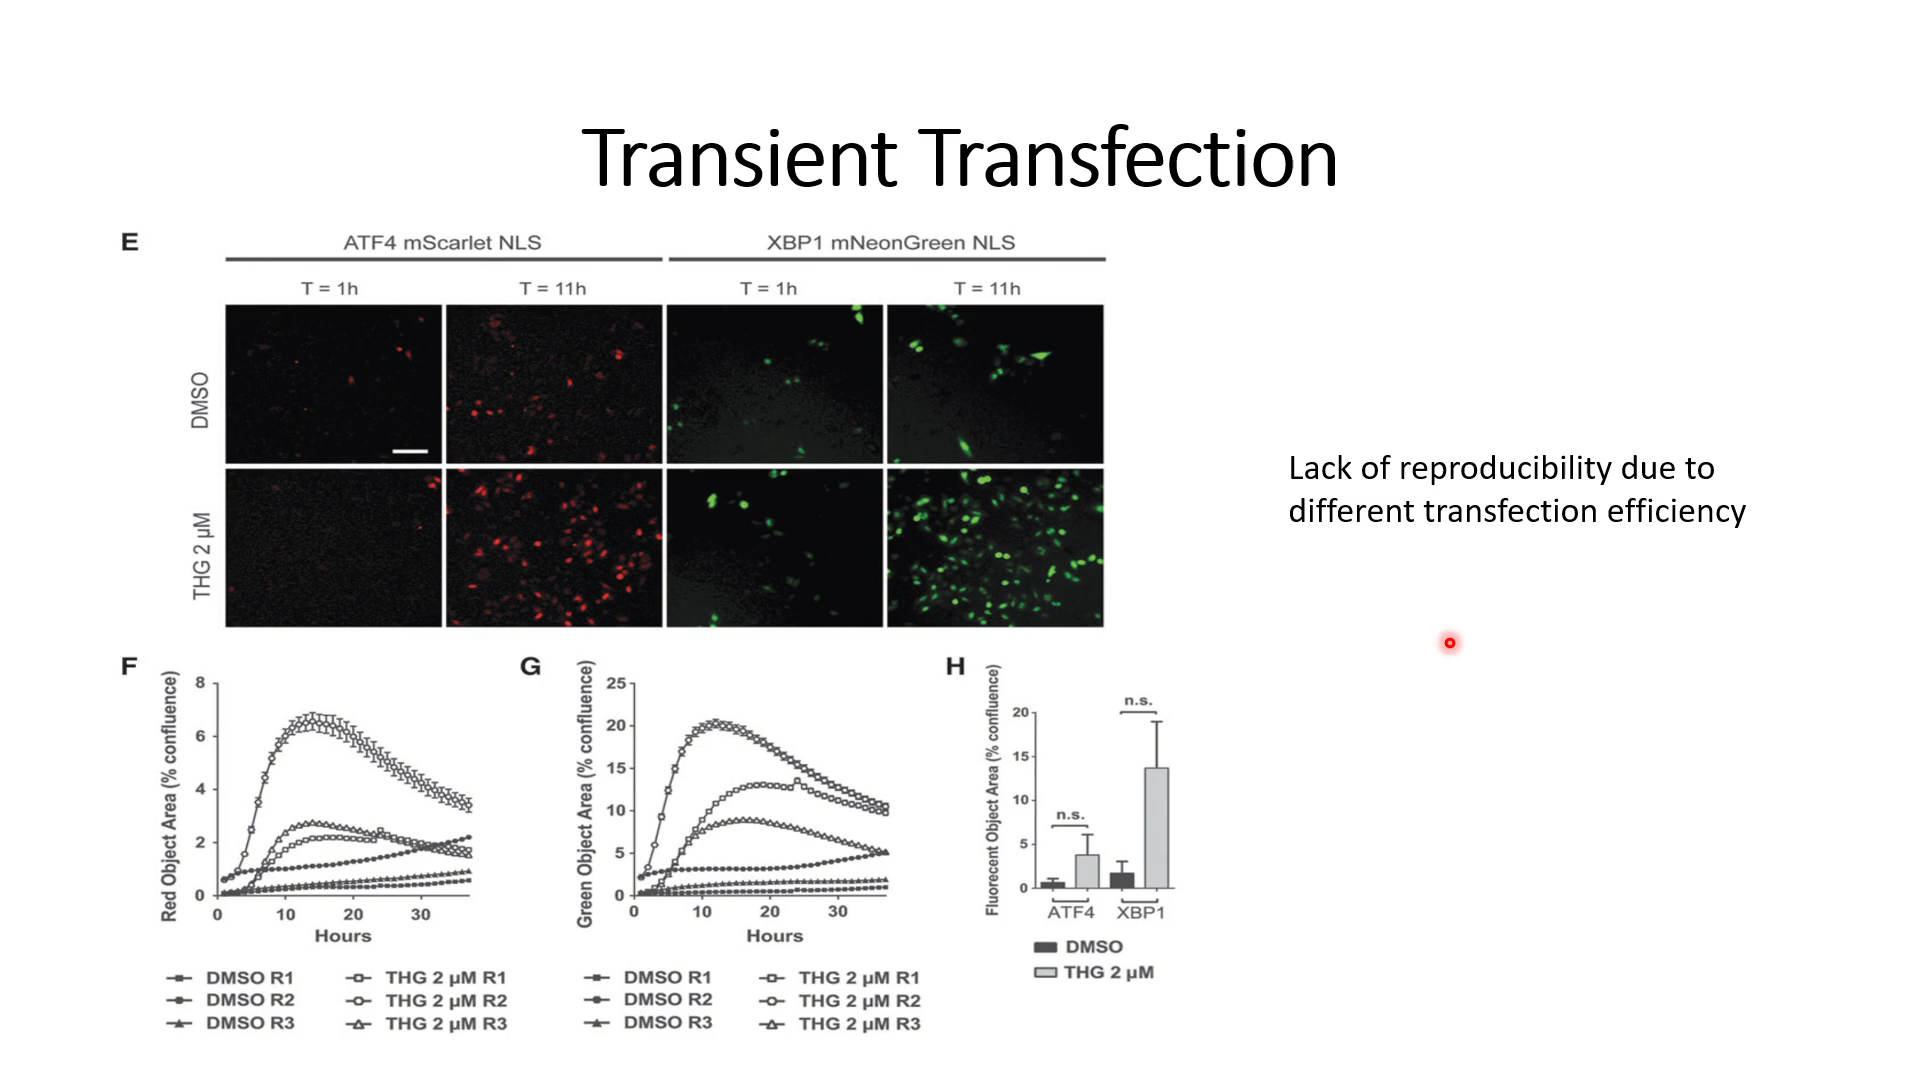 Transient Transfection
E
ATF4 mScarlet NLS
XBP1 mNeonGreen NLS
T = 1h
T = 11h
T = 1h
T = 11h
DMSO
THG 2 µM
Lack of reproducibility due to
different transfection efficiency
F
Red Object Area (% confluence)
8
6
4
2
0
0
10
20
30
Hours
DMSO R1
DMSO R2
DMSO R3
THG 2 µM R1
THG 2 µM R2
THG 2 µM R3
G
Green Object Area (% confluence)
25
20
15
10
5
0
0
10
20
30
Hours
DMSO R1
DMSO R2
DMSO R3
THG 2 µM R1
THG 2 µM R2
THG 2 µM R3
H
Fluorecent Object Area (% confluence)
20
15
10
5
0
n.s.
n.s.
ATF4
XBP1
DMSO
THG 2 µM